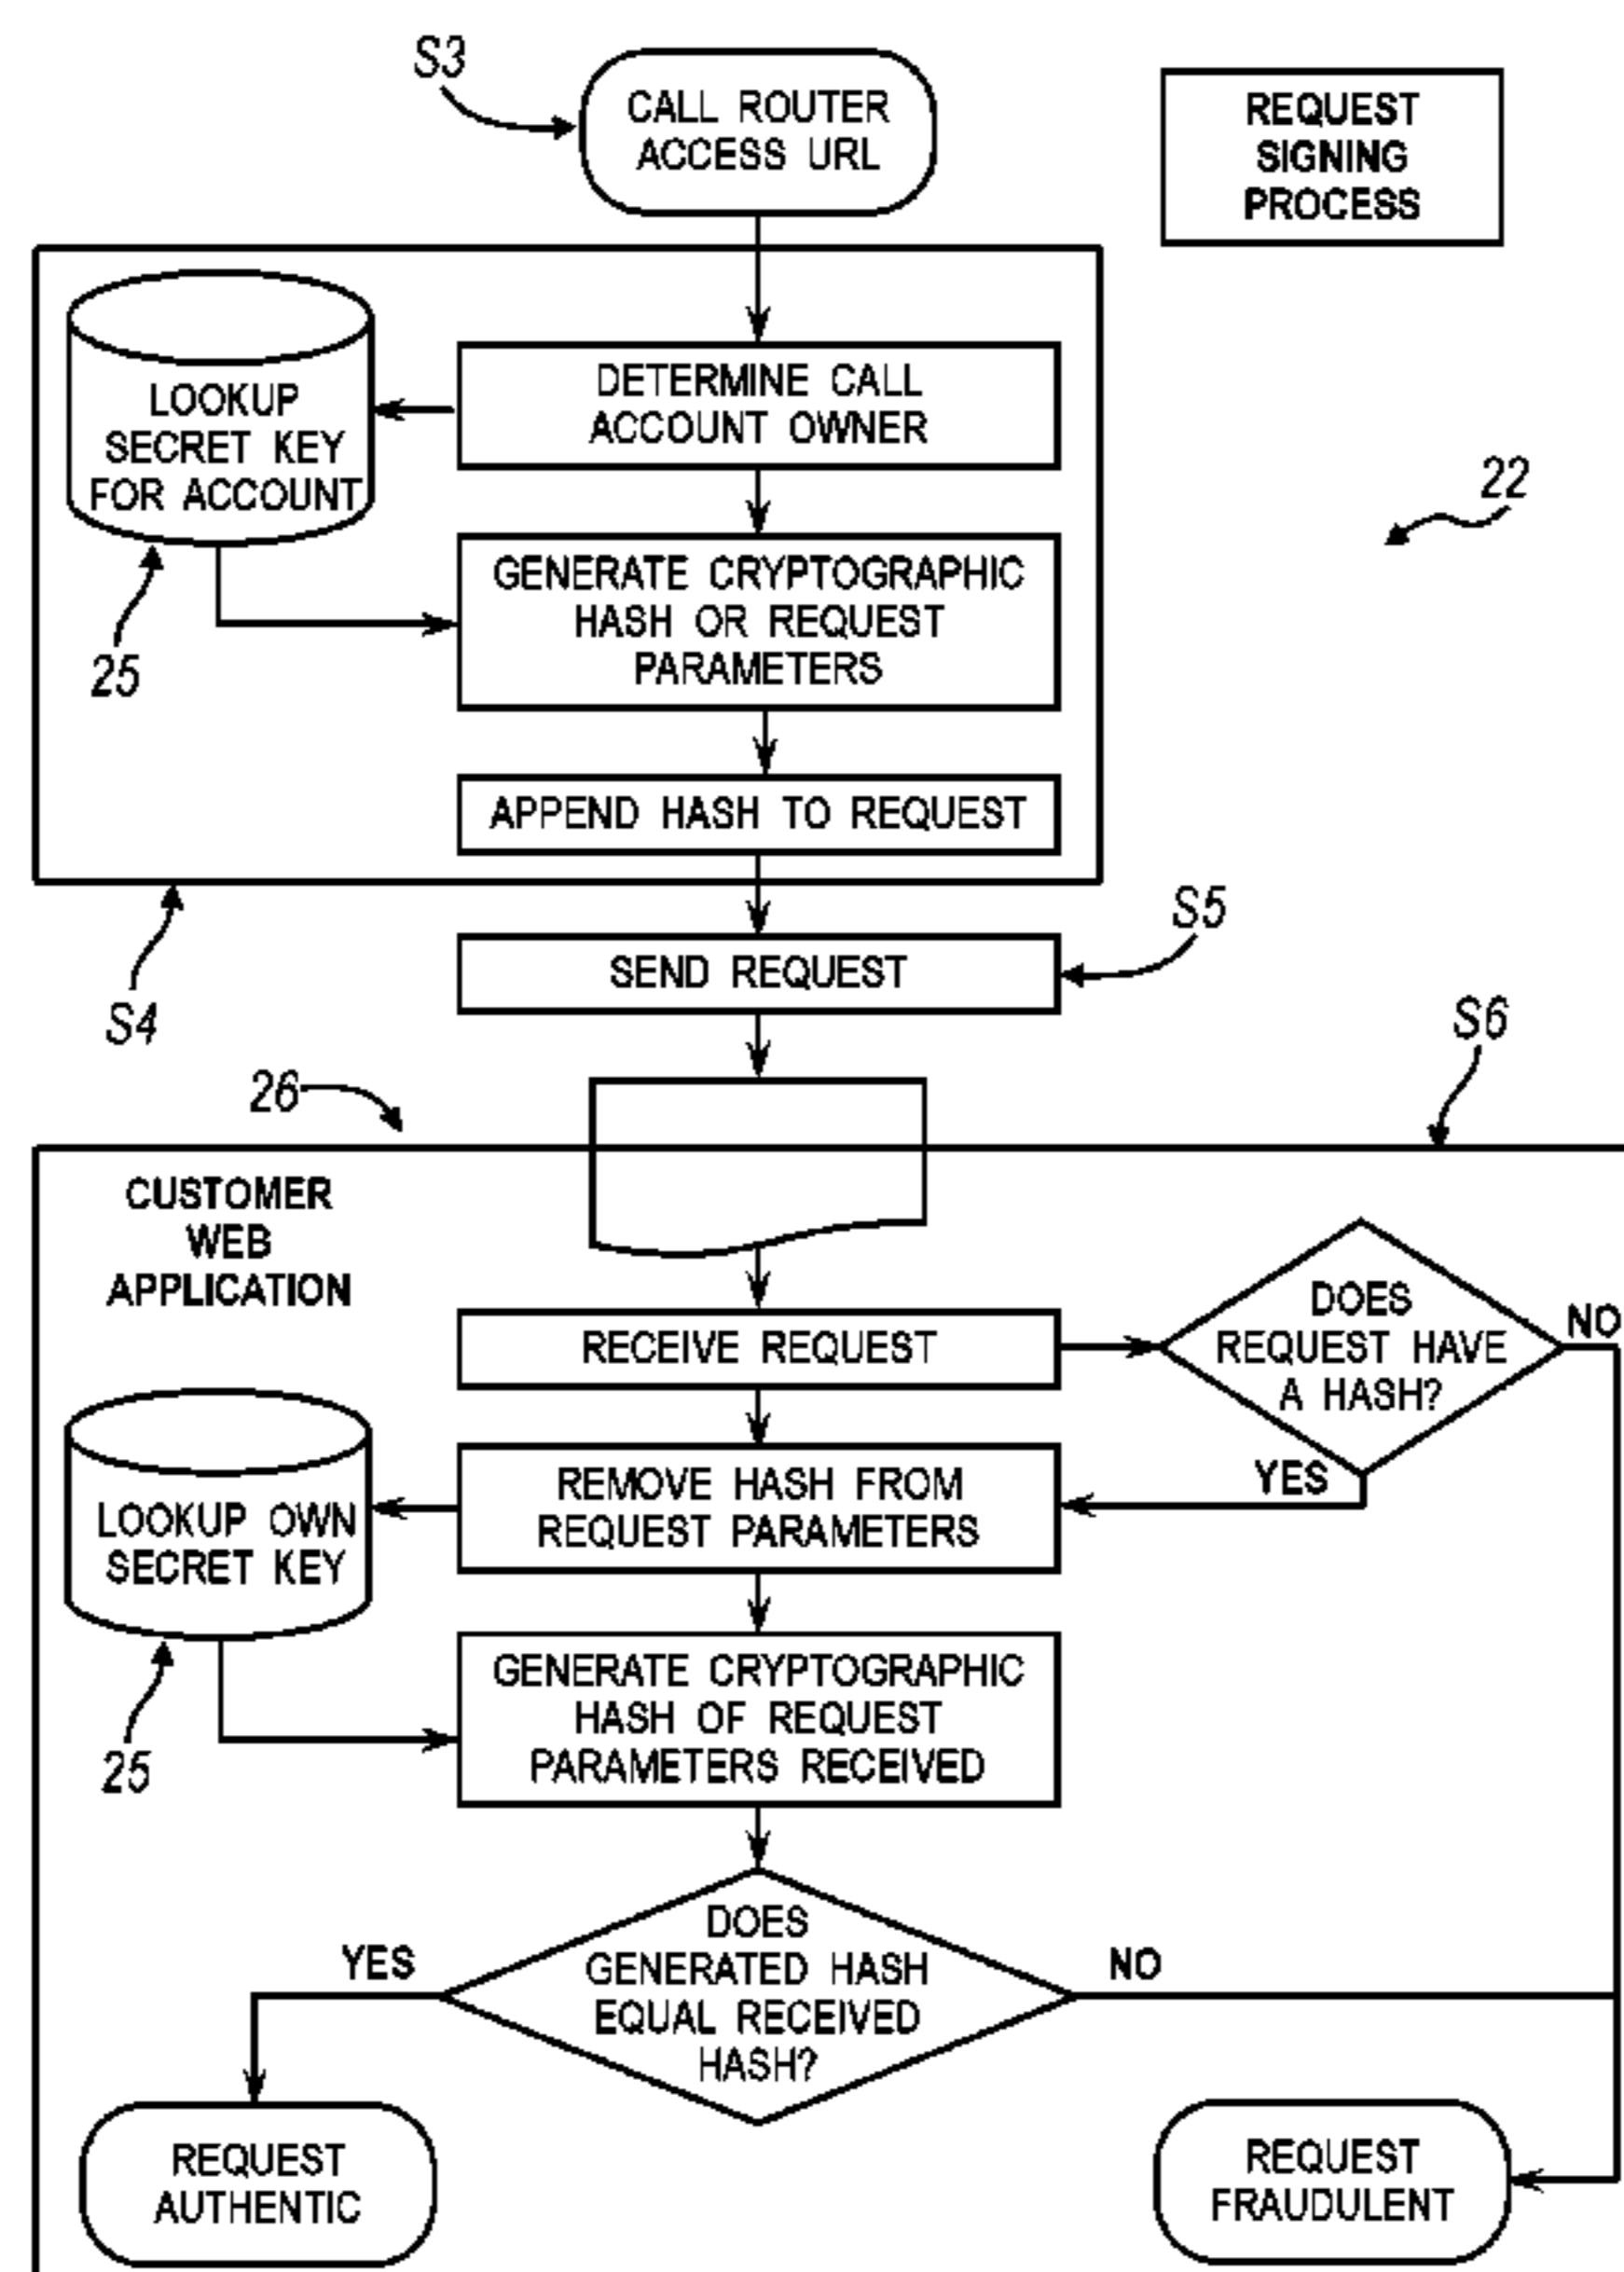 S3
CALL ROUTER
ACCESS URL
REQUEST
SIGNING
PROCESS
LOOKUP
SECRET KEY
FOR ACCOUNT
DETERMINE CALL
ACCOUNT OWNER
22
GENERATE CRYPTOGRAPHIC
HASH OR REQUEST
PARAMETERS
25
APPEND HASH TO REQUEST
S4
S5
SEND REQUEST
S6
26
CUSTOMER
WEB
APPLICATION
RECEIVE REQUEST
DOES
REQUEST HAVE
A HASH?
NO
YES
REMOVE HASH FROM
REQUEST PARAMETERS
LOOKUP OWN
SECRET KEY
25
GENERATE CRYPTOGRAPHIC
HASH OF REQUEST
PARAMETERS RECEIVED
DOES
GENERATED HASH
EQUAL RECEIVED
HASH?
YES
NO
REQUEST
AUTHENTIC
REQUEST
FRAUDULENT